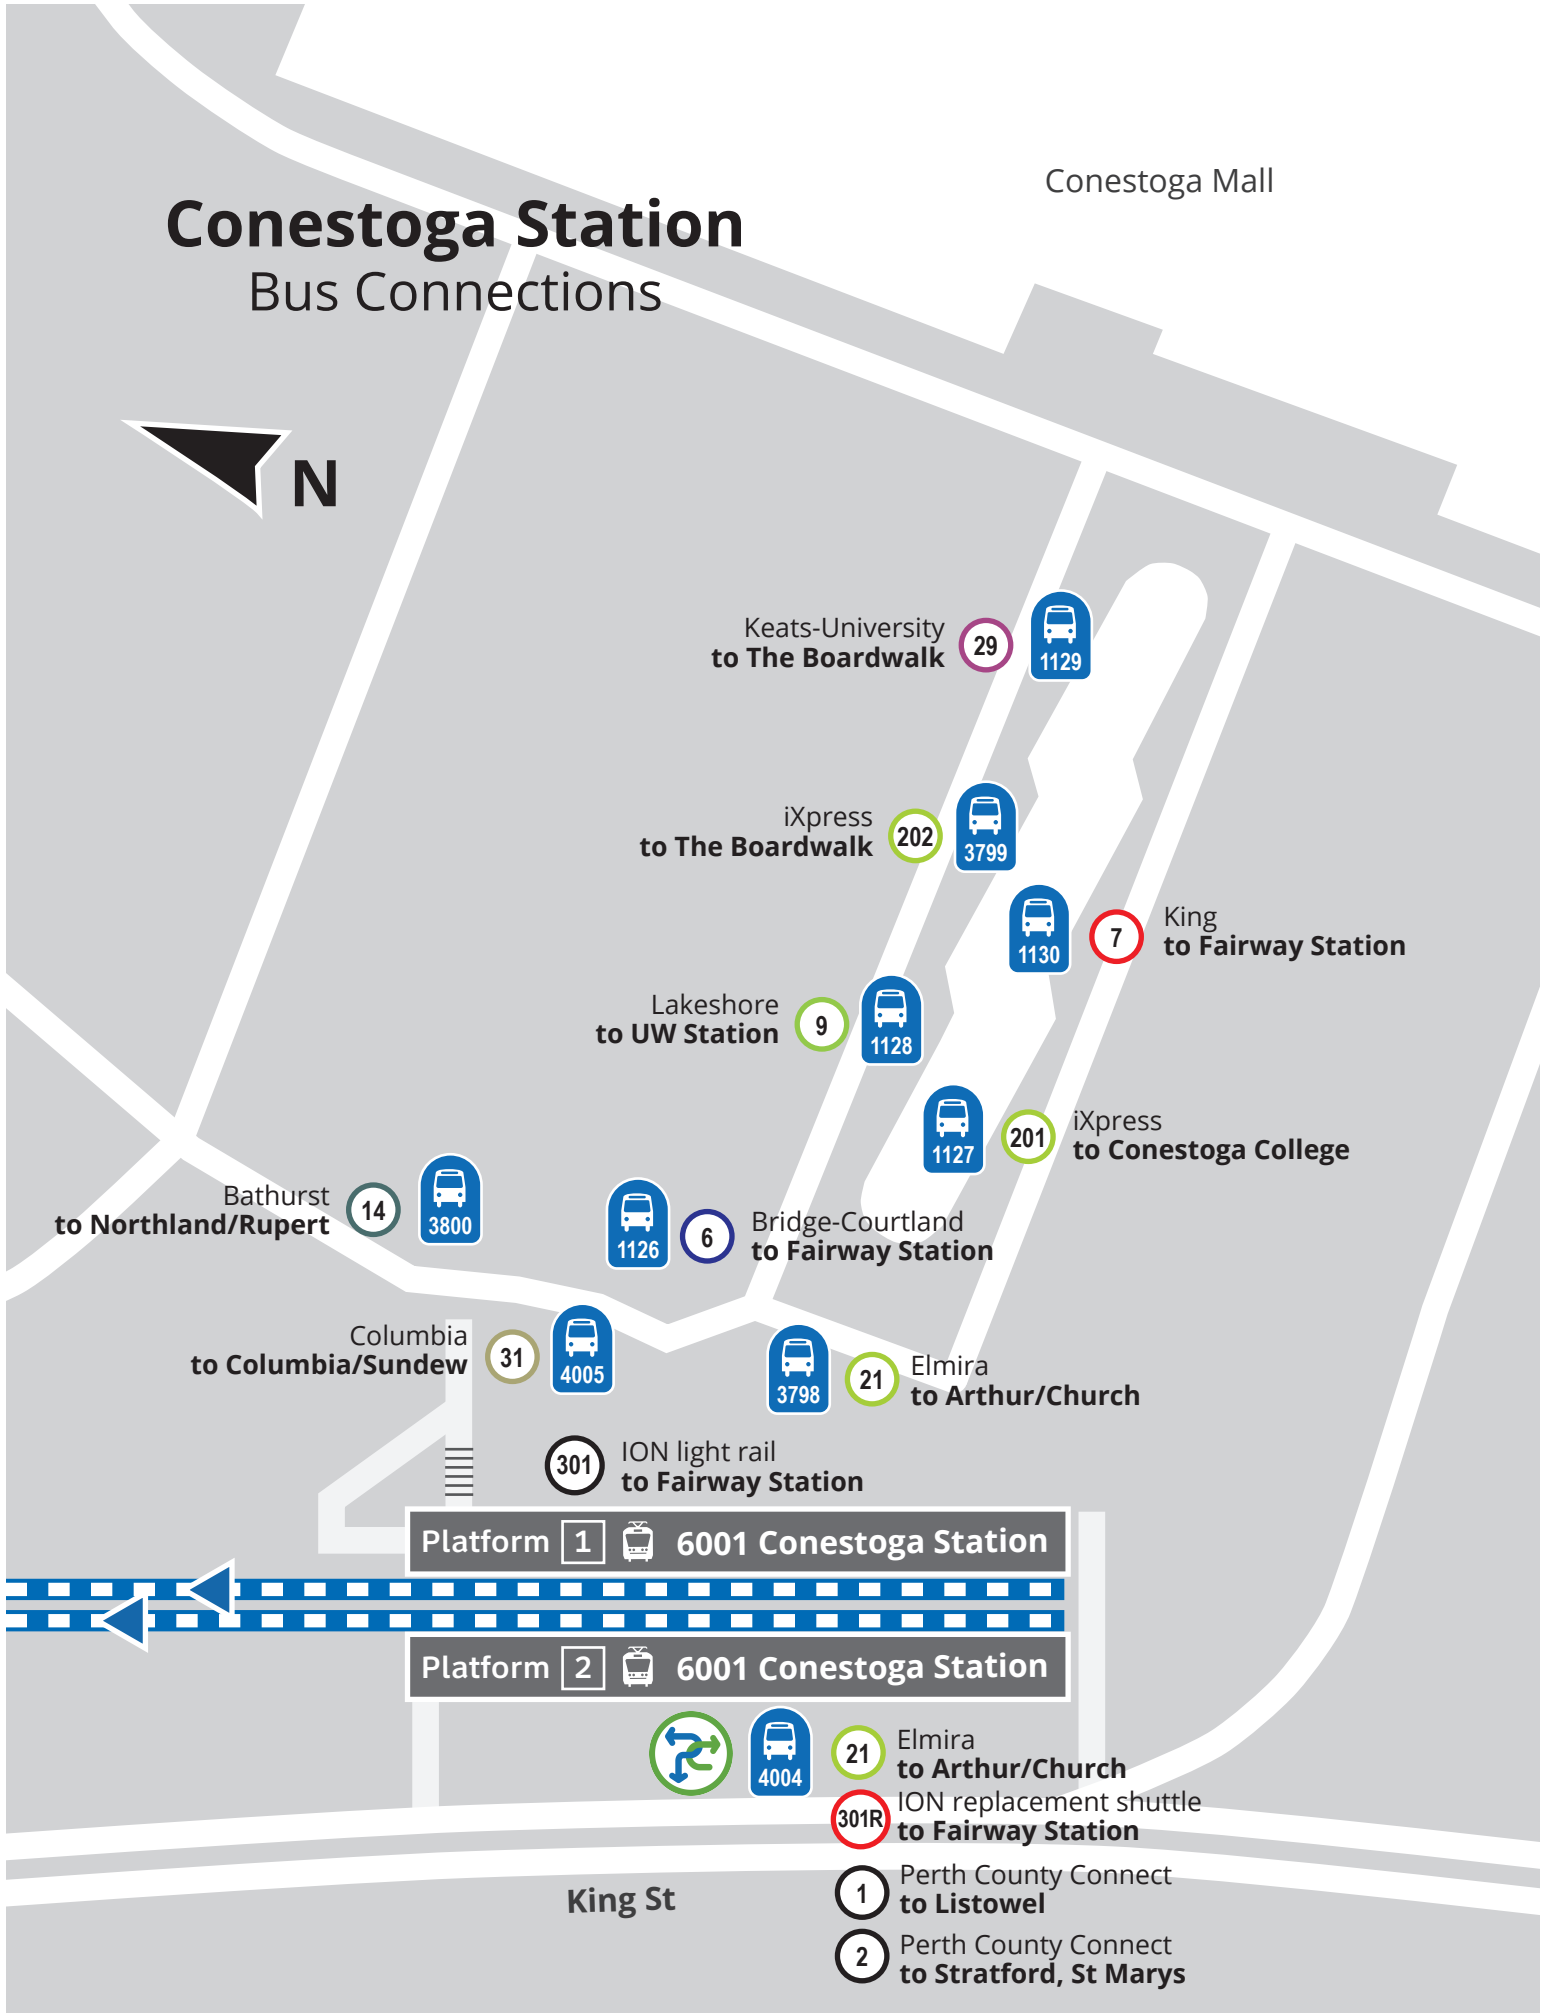 Conestoga Mall
Conestoga Station
Bus Connections
N
Keats-University
to The Boardwalk
29
1129
iXpress
to The Boardwalk
202
3799
1130
7
King
to Fairway Station
Lakeshore
to UW Station
9
1128
1127
201
iXpress
to Conestoga College
Bathurst
to Northland/Rupert
14
3800
1126
6
Bridge-Courtland
to Fairway Station
Columbia
to Columbia/Sundew
31
4005
3798
21
Elmira
to Arthur/Church
301
ION light rail
to Fairway Station
Platform 1 6001 Conestoga Station
Platform 2 6001 Conestoga Station
4004
21
Elmira
to Arthur/Church
301R
ION replacement shuttle
to Fairway Station
1
Perth County Connect
to Listowel
2
Perth County Connect
to Stratford, St Marys
King St